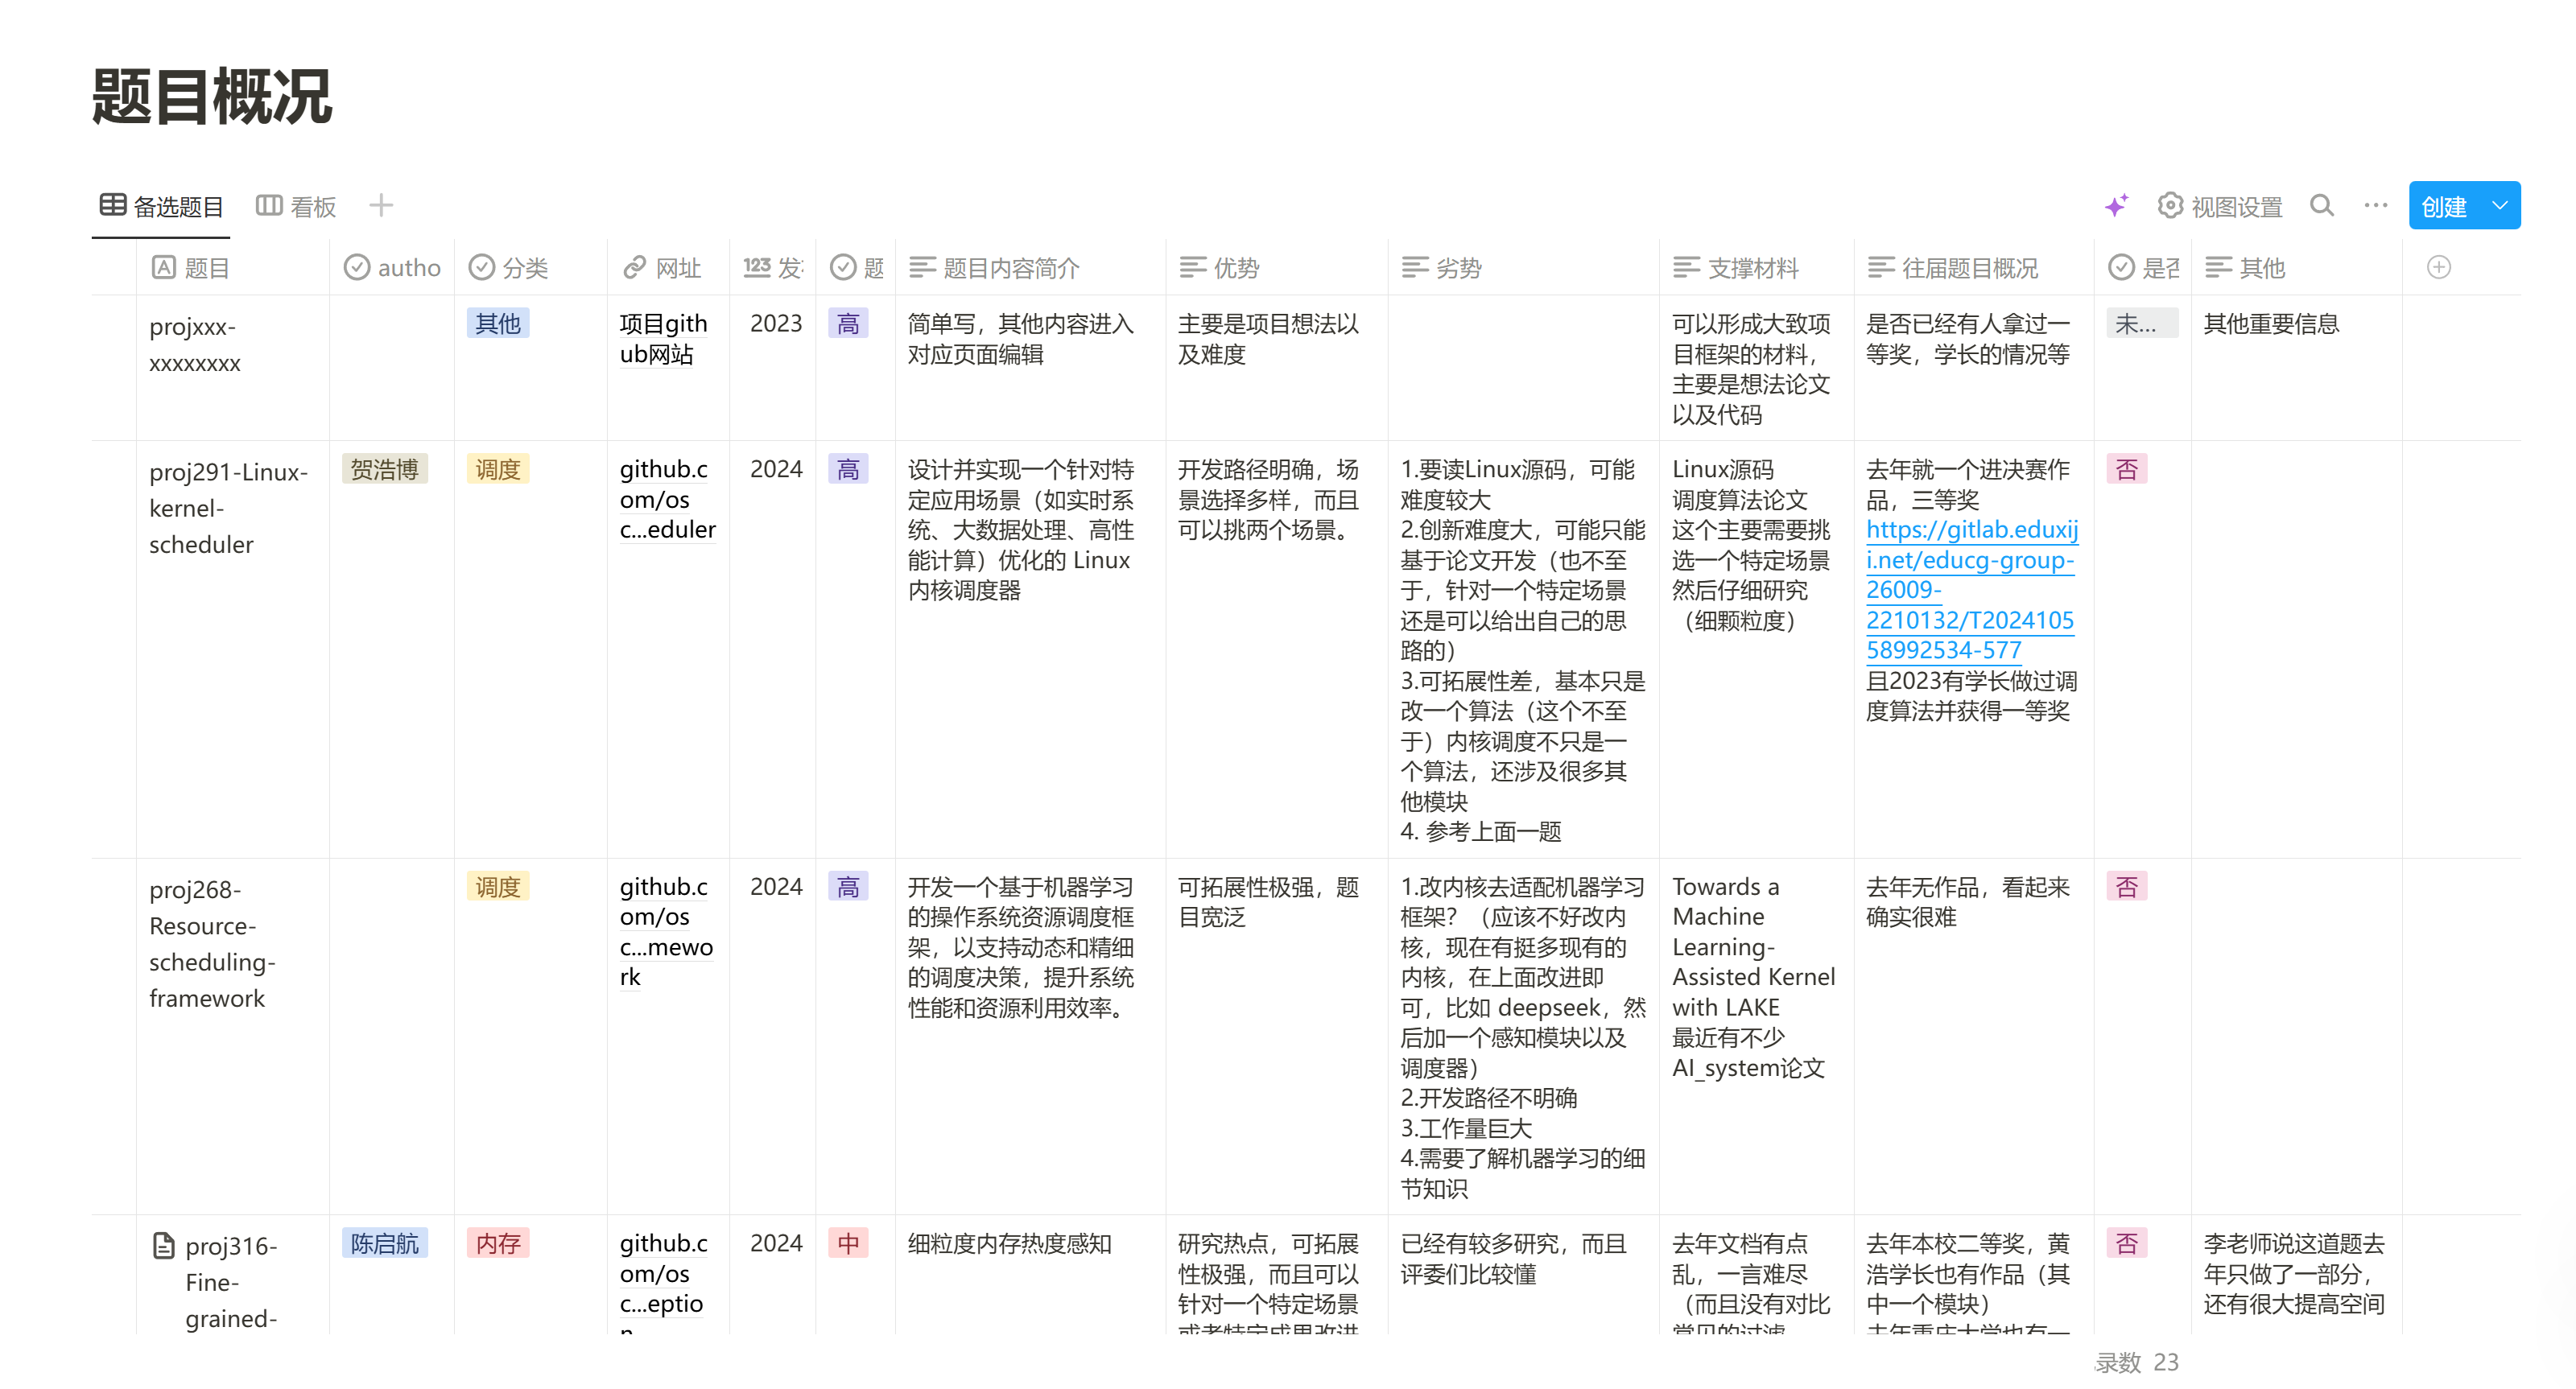 题目概况
备选题目
看板
视图设置
创建
题目
autho
分类
网址
123
题
题目内容简介
优势
劣势
支撑材料
往届题目概况
是否
其他
projxxx-
xxxxxxxx
其他
项目gith
ub网站
2023
高
简单写，其他内容进入
对应页面编辑
主要是项目想法以
及难度
可以形成大致项
目框架的材料，
主要是想法论文
以及代码
是否已经有人拿过一
等奖，学长的情况等
未...
其他重要信息
proj291-Linux-
kernel-
scheduler
贺浩博
调度
github.c
om/os
c...eduler
2024
高
设计并实现一个针对特
定应用场景（如实时系
统、大数据处理、高性
能计算）优化的 Linux
内核调度器
开发路径明确，场
景选择多样，而且
可以挑两个场景。
1.要读Linux源码，可能
难度较大
2.创新难度大，可能只能
基于论文开发（也不至
于，针对一个特定场景
还是可以给出自己的思
路的）
3.可拓展性差，基本只是
改一个算法（这个不至
于）内核调度不只是一
个算法，还涉及很多其
他模块
4. 参考上面一题
Linux源码
调度算法论文
这个主要需要挑
选一个特定场景
然后仔细研究
（细颗粒度）
去年就一个进决赛作
品，三等奖
https://gitlab.eduxij
i.net/educg-group-
26009-
2210132/T2024105
58992534-577
且2023有学长做过调
度算法并获得一等奖
否
proj268-
Resource-
scheduling-
framework
调度
github.c
om/os
c...mewo
rk
2024
高
开发一个基于机器学习
的操作系统资源调度框
架，以支持动态和精细
的调度决策，提升系统
性能和资源利用效率。
可拓展性极强，题
目宽泛
1.改内核去适配机器学习
框架？（应该不好改内
核，现在有挺多现有的
内核，在上面改进即
可，比如 deepseek，然
后加一个感知模块以及
调度器）
2.开发路径不明确
3.工作量巨大
4.需要了解机器学习的细
节知识
Towards a
Machine
Learning-
Assisted Kernel
with LAKE
最近有不少
AI_system论文
去年无作品，看起来
确实很难
否
proj316-
Fine-
grained-
陈启航
内存
github.c
om/os
c...eptio
n
2024
中
细粒度内存热度感知
研究热点，可拓展
性极强，而且可以
针对一个特定场景
或者特定成果改进
已经有较多研究，而且
评委们比较懂
去年文档有点
乱，一言难尽
（而且没有对比
常见的过滤
去年本校二等奖，黄
浩学长也有作品（其
中一个模块）
去年重庆大学也有一
否
李老师说这道题去
年只做了一部分，
还有很大提高空间
录数 23